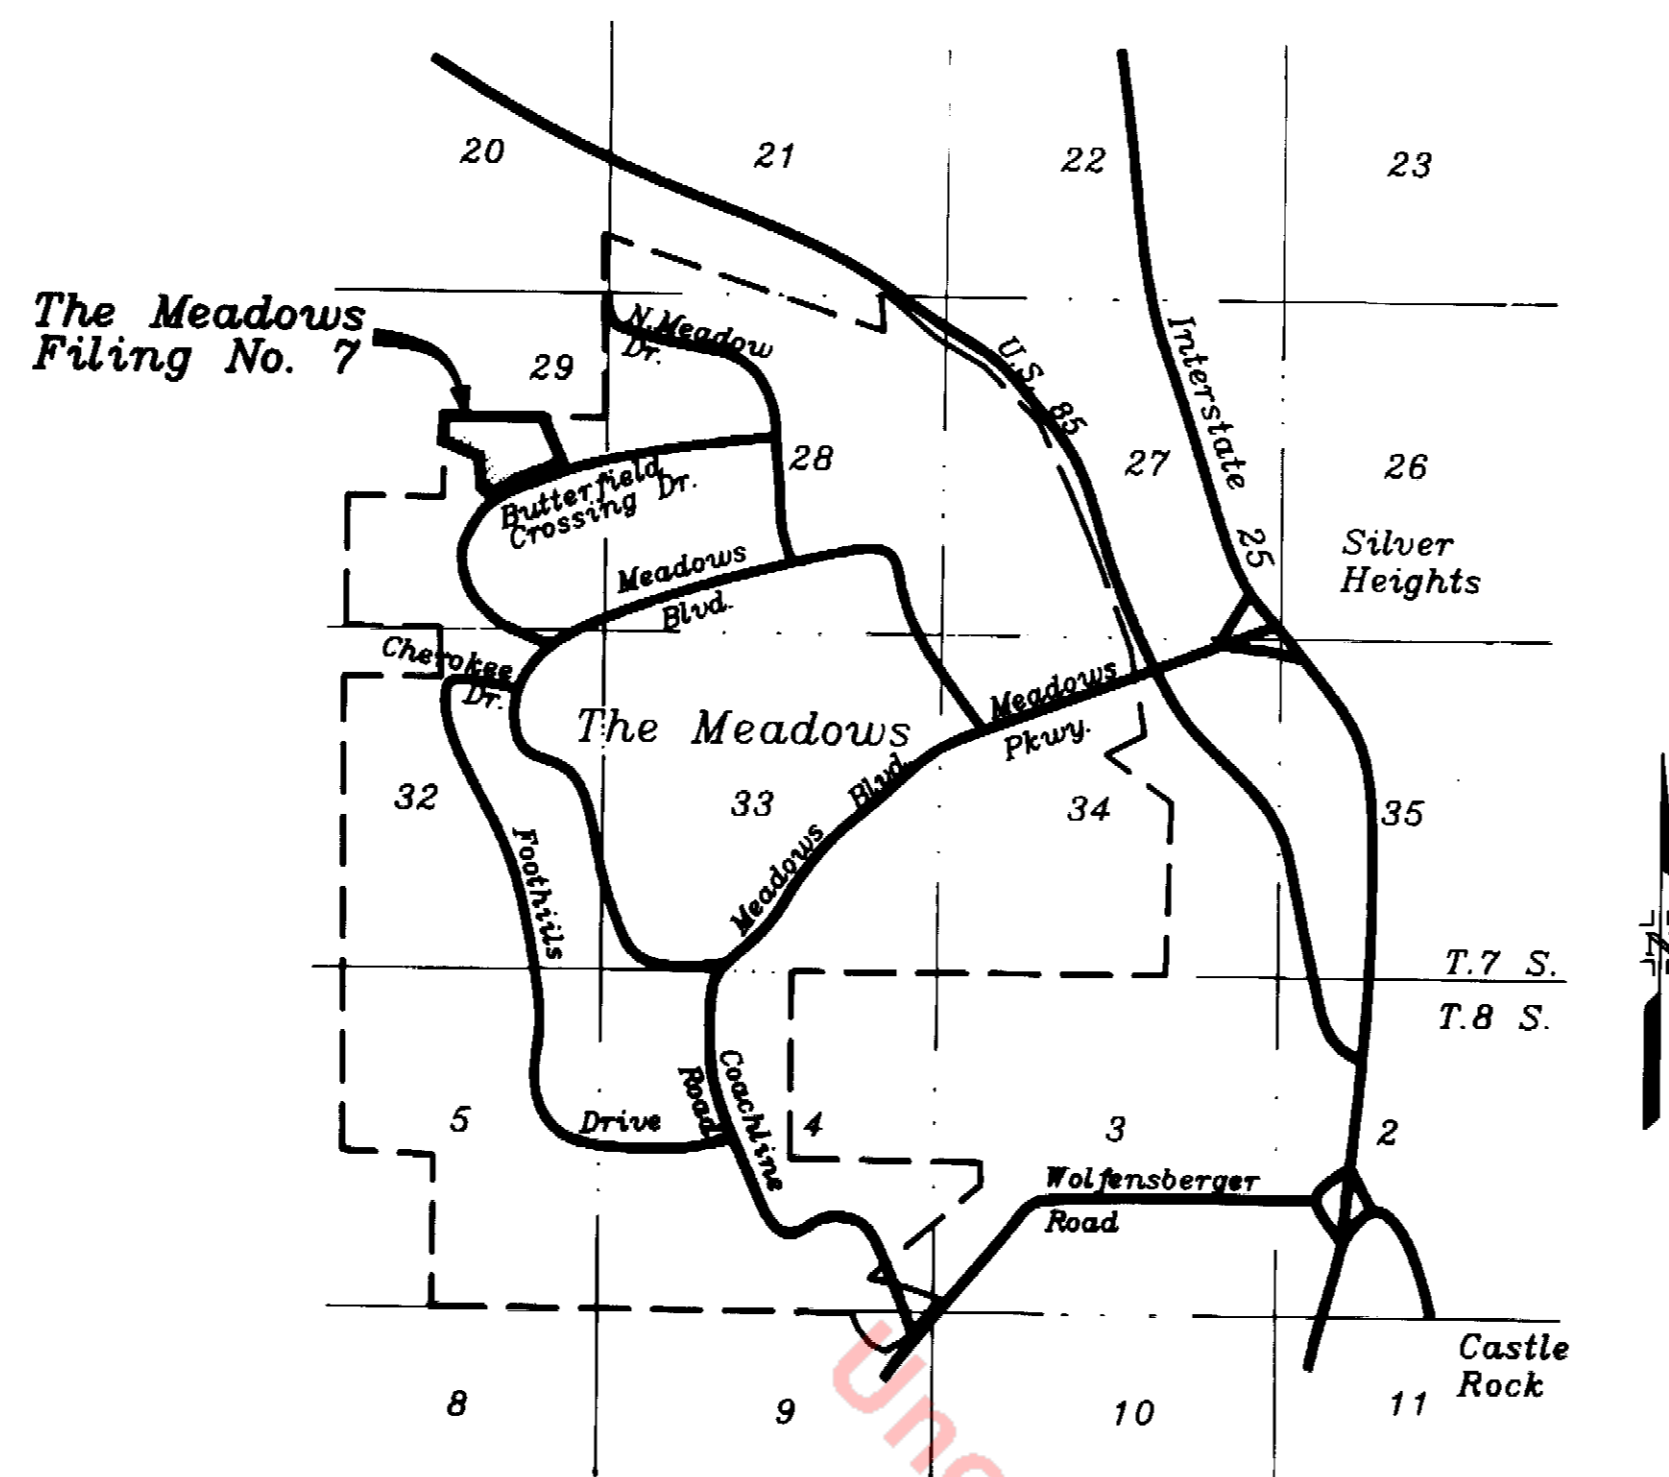 20
21
22
23
The Meadows
Filing No. 7
N. Meadow
Dr.
29
U.S. 85
Interstate 25
28
27
26
Butterfield
Crossing Dr.
Silver
Heights
Meadows
Blvd.
Cherokee
Dr.
The Meadows
Meadows
Pkwy.
32
33
34
35
Meadows Blvd.
Foothills
T.7 S.
T.8 S.
Coachline
Road
5
Drive
4
3
2
Wolfensberger
Road
Castle
Rock
8
9
10
11